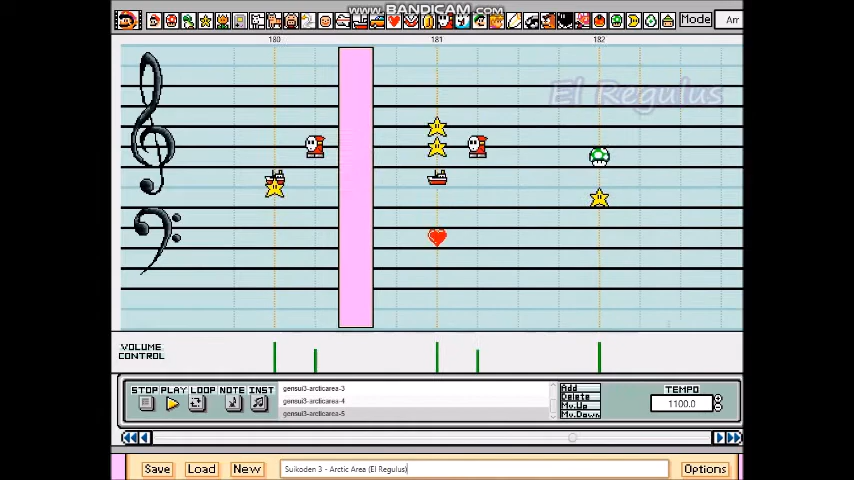 WWW.BANDICAM.COM
Mode
Arr
180
181
182
El Regulus
VOLUME
CONTROL
STOP PLAY LOOP NOTE INST
gensui3-arcticarea-3
gensui3-arcticarea-4
gensui3-arcticarea-5
Add
Delete
Mv.Up
Mv.Down
TEMPO
1100.0
Save
Load
New
Suikoden 3 - Arctic Area (El Regulus)
Options